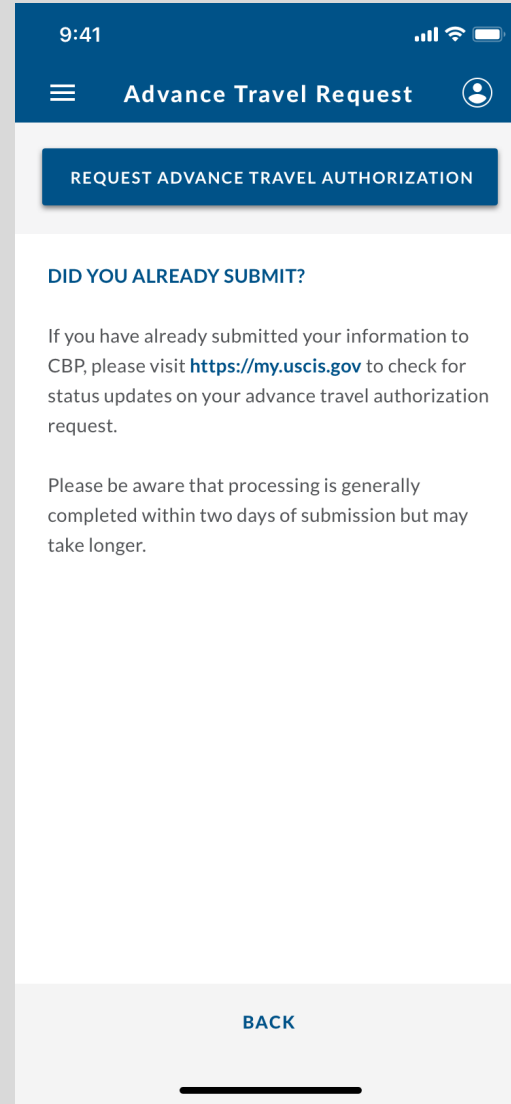 9:41
Advance Travel Request
REQUEST ADVANCE TRAVEL AUTHORIZATION
DID YOU ALREADY SUBMIT?
If you have already submitted your information to
CBP, please visit https://my.uscis.gov to check for
status updates on your advance travel authorization
request.
Please be aware that processing is generally
completed within two days of submission but may
take longer.
BACK